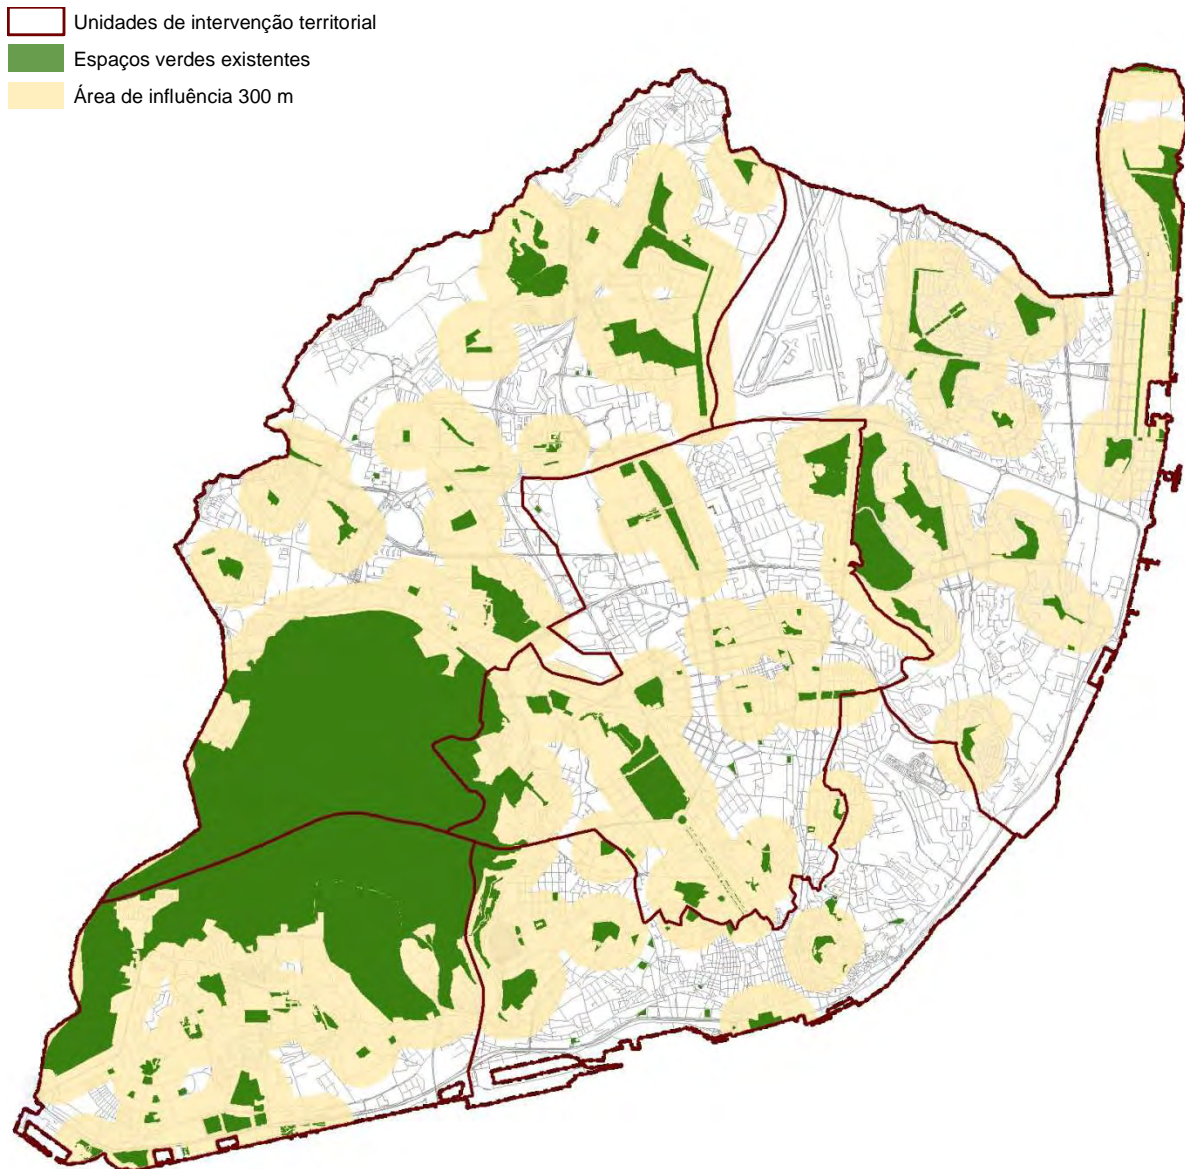 Unidades de intervenção territorial
Espaços verdes existentes
Área de influência 300 m